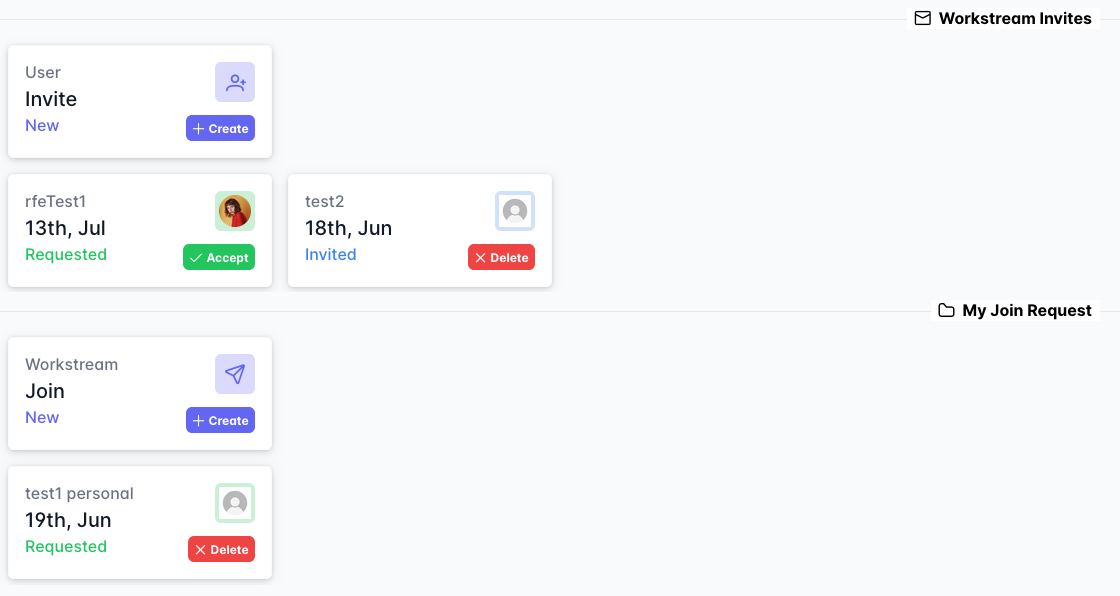 Workstream Invites
User
Invite
New
Create
rfeTest1
13th, Jul
Requested
Accept
test2
18th, Jun
Invited
Delete
My Join Request
Workstream
Join
New
Create
test1 personal
19th, Jun
Requested
Delete